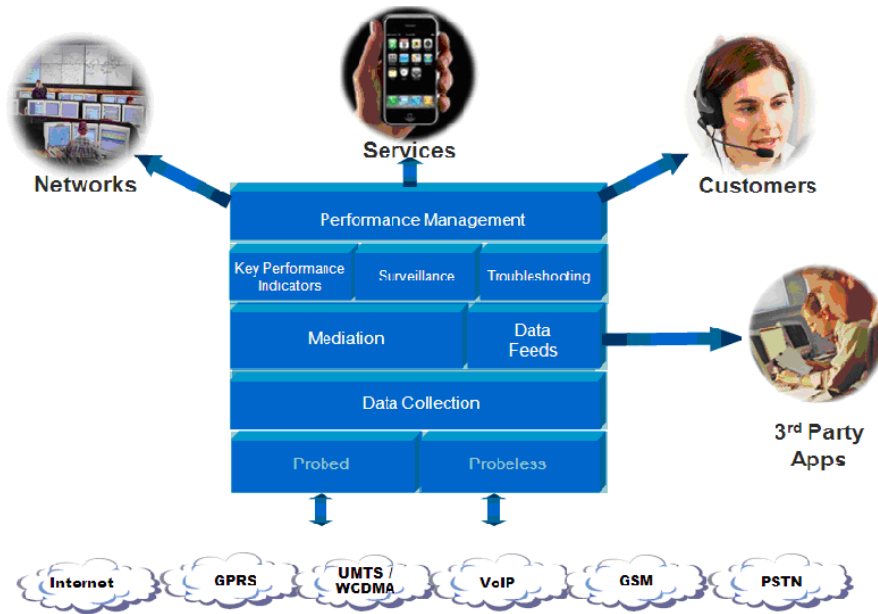 Services
Networks
Customers
Performance Management
Key Performance
Indicators
Surveillance
Troubleshooting
Mediation
Data
Feeds
Data Collection
3rd Party
Apps
Probed
Probeless
Internet
GPRS
UMTS /
WCDMA
VoIP
GSM
PSTN